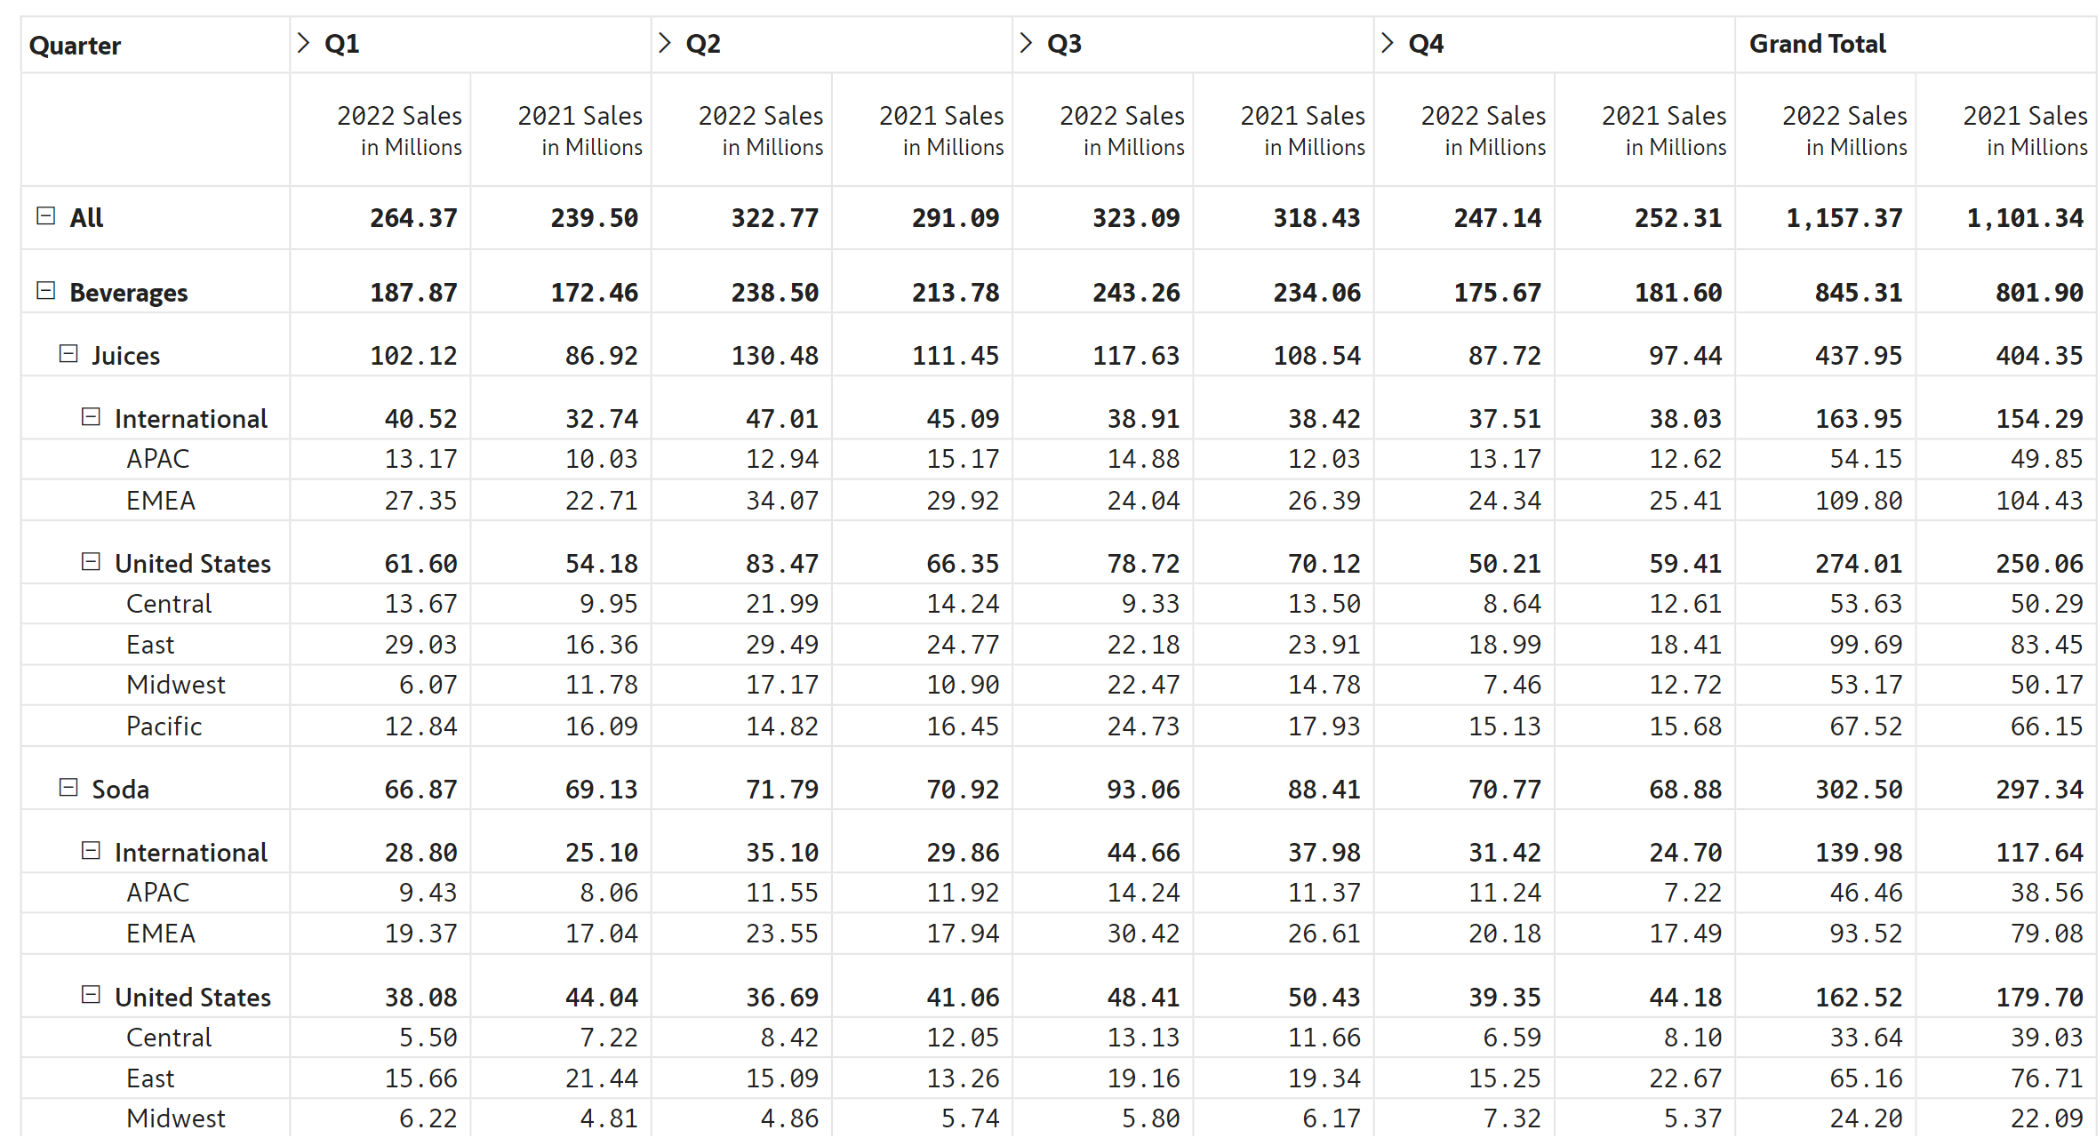 Quarter Q1 Q2 Q3 Q4 Grand Total
2022 Sales 2021 Sales 2022 Sales 2021 Sales 2022 Sales 2021 Sales 2022 Sales 2021 Sales 2022 Sales 2021 Sales
in Millions in Millions in Millions in Millions in Millions in Millions in Millions in Millions in Millions in Millions
All 264.37 239.50 322.77 291.09 323.09 318.43 247.14 252.31 1,157.37 1,101.34
Beverages 187.87 172.46 238.50 213.78 243.26 234.06 175.67 181.60 845.31 801.90
Juices 102.12 86.92 130.48 111.45 117.63 108.54 87.72 97.44 437.95 404.35
International 40.52 32.74 47.01 45.09 38.91 38.42 37.51 38.03 163.95 154.29
APAC 13.17 10.03 12.94 15.17 14.88 12.03 13.17 12.62 54.15 49.85
EMEA 27.35 22.71 34.07 29.92 24.04 26.39 24.34 25.41 109.80 104.43
United States 61.60 54.18 83.47 66.35 78.72 70.12 50.21 59.41 274.01 250.06
Central 13.67 9.95 21.99 14.24 9.33 13.50 8.64 12.61 53.63 50.29
East 29.03 16.36 29.49 24.77 22.18 23.91 18.99 18.41 99.69 83.45
Midwest 6.07 11.78 17.17 10.90 22.47 14.78 7.46 12.72 53.17 50.17
Pacific 12.84 16.09 14.82 16.45 24.73 17.93 15.13 15.68 67.52 66.15
Soda 66.87 69.13 71.79 70.92 93.06 88.41 70.77 68.88 302.50 297.34
International 28.80 25.10 35.10 29.86 44.66 37.98 31.42 24.70 139.98 117.64
APAC 9.43 8.06 11.55 11.92 14.24 11.37 11.24 7.22 46.46 38.56
EMEA 19.37 17.04 23.55 17.94 30.42 26.61 20.18 17.49 93.52 79.08
United States 38.08 44.04 36.69 41.06 48.41 50.43 39.35 44.18 162.52 179.70
Central 5.50 7.22 8.42 12.05 13.13 11.66 6.59 8.10 33.64 39.03
East 15.66 21.44 15.09 13.26 19.16 19.34 15.25 22.67 65.16 76.71
Midwest 6.22 4.81 4.86 5.74 5.80 6.17 7.32 5.37 24.20 22.09